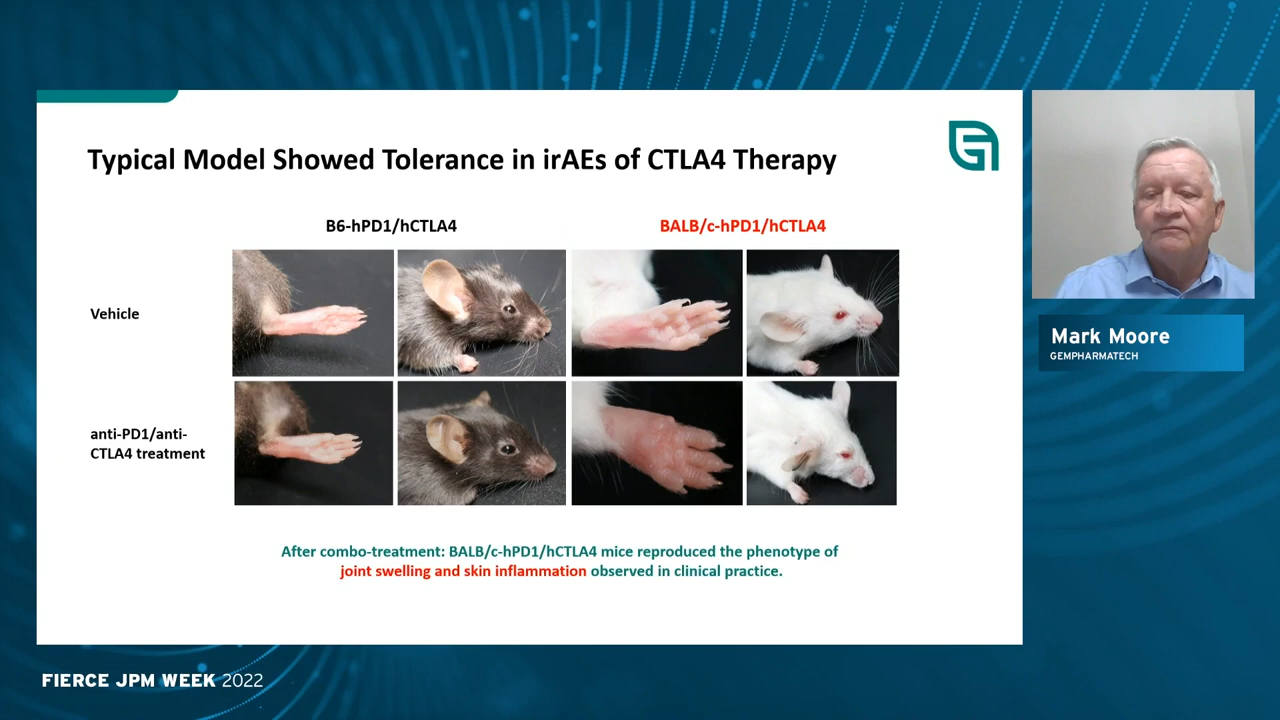 Typical Model Showed Tolerance in irAEs of CTLA4 Therapy
B6-hPD1/hCTLA4
BALB/c-hPD1/hCTLA4
Vehicle
anti-PD1/anti-
CTLA4 treatment
After combo-treatment: BALB/c-hPD1/hCTLA4 mice reproduced the phenotype of
joint swelling and skin inflammation observed in clinical practice.
Mark Moore
GEMPHARMATECH
FIERCE JPM WEEK 2022